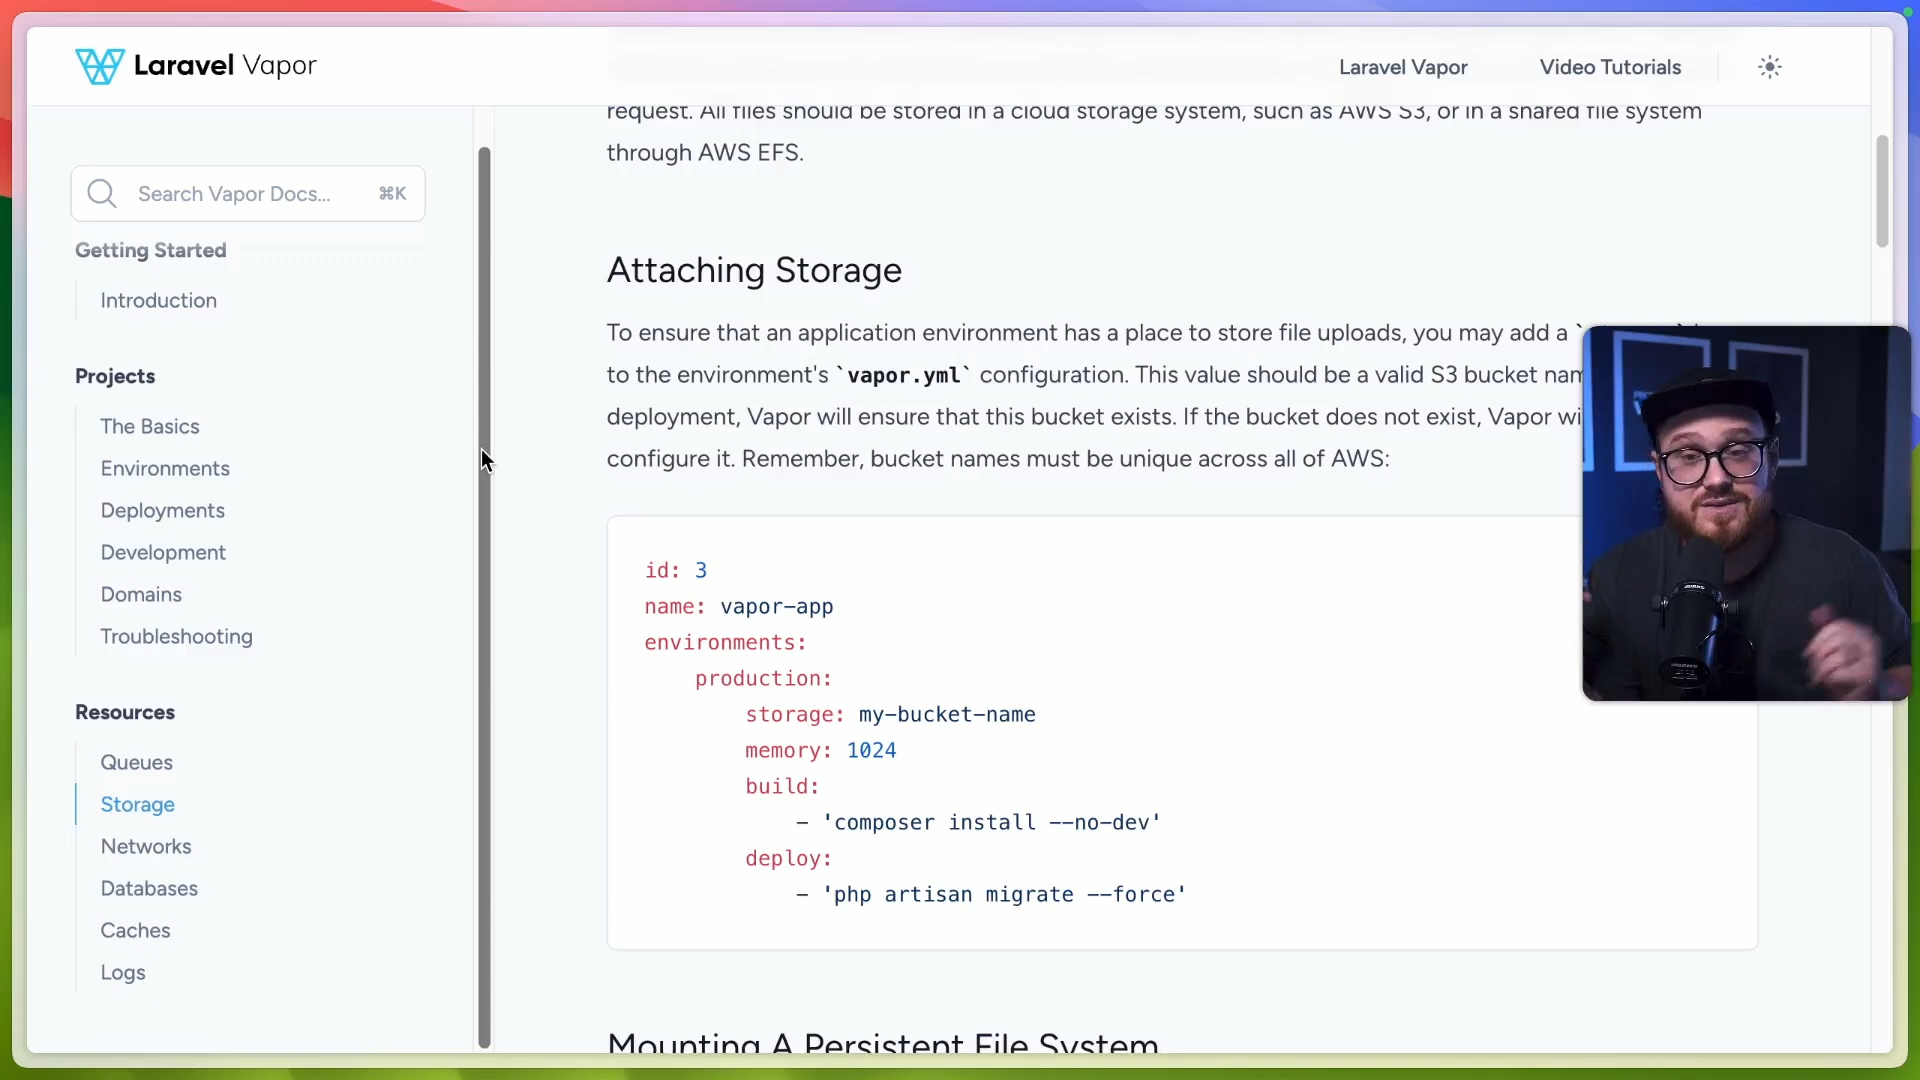 Laravel Vapor
Laravel Vapor
Video Tutorials
Search Vapor Docs...
⌘K
Getting Started
Introduction
Projects
The Basics
Environments
Deployments
Development
Domains
Troubleshooting
Resources
Queues
Storage
Networks
Databases
Caches
Logs
request. All files should be stored in a cloud storage system, such as AWS S3, or in a shared file system
through AWS EFS.
Attaching Storage
To ensure that an application environment has a place to store file uploads, you may add a `
to the environment's `vapor.yml` configuration. This value should be a valid S3 bucket
deployment, Vapor will ensure that this bucket exists. If the bucket does not exist, Vapor
configure it. Remember, bucket names must be unique across all of AWS:
id: 3
name: vapor-app
environments:
production:
storage: my-bucket-name
memory: 1024
build:
- 'composer install --no-dev'
deploy:
- 'php artisan migrate --force'
Mounting A Persistent File System